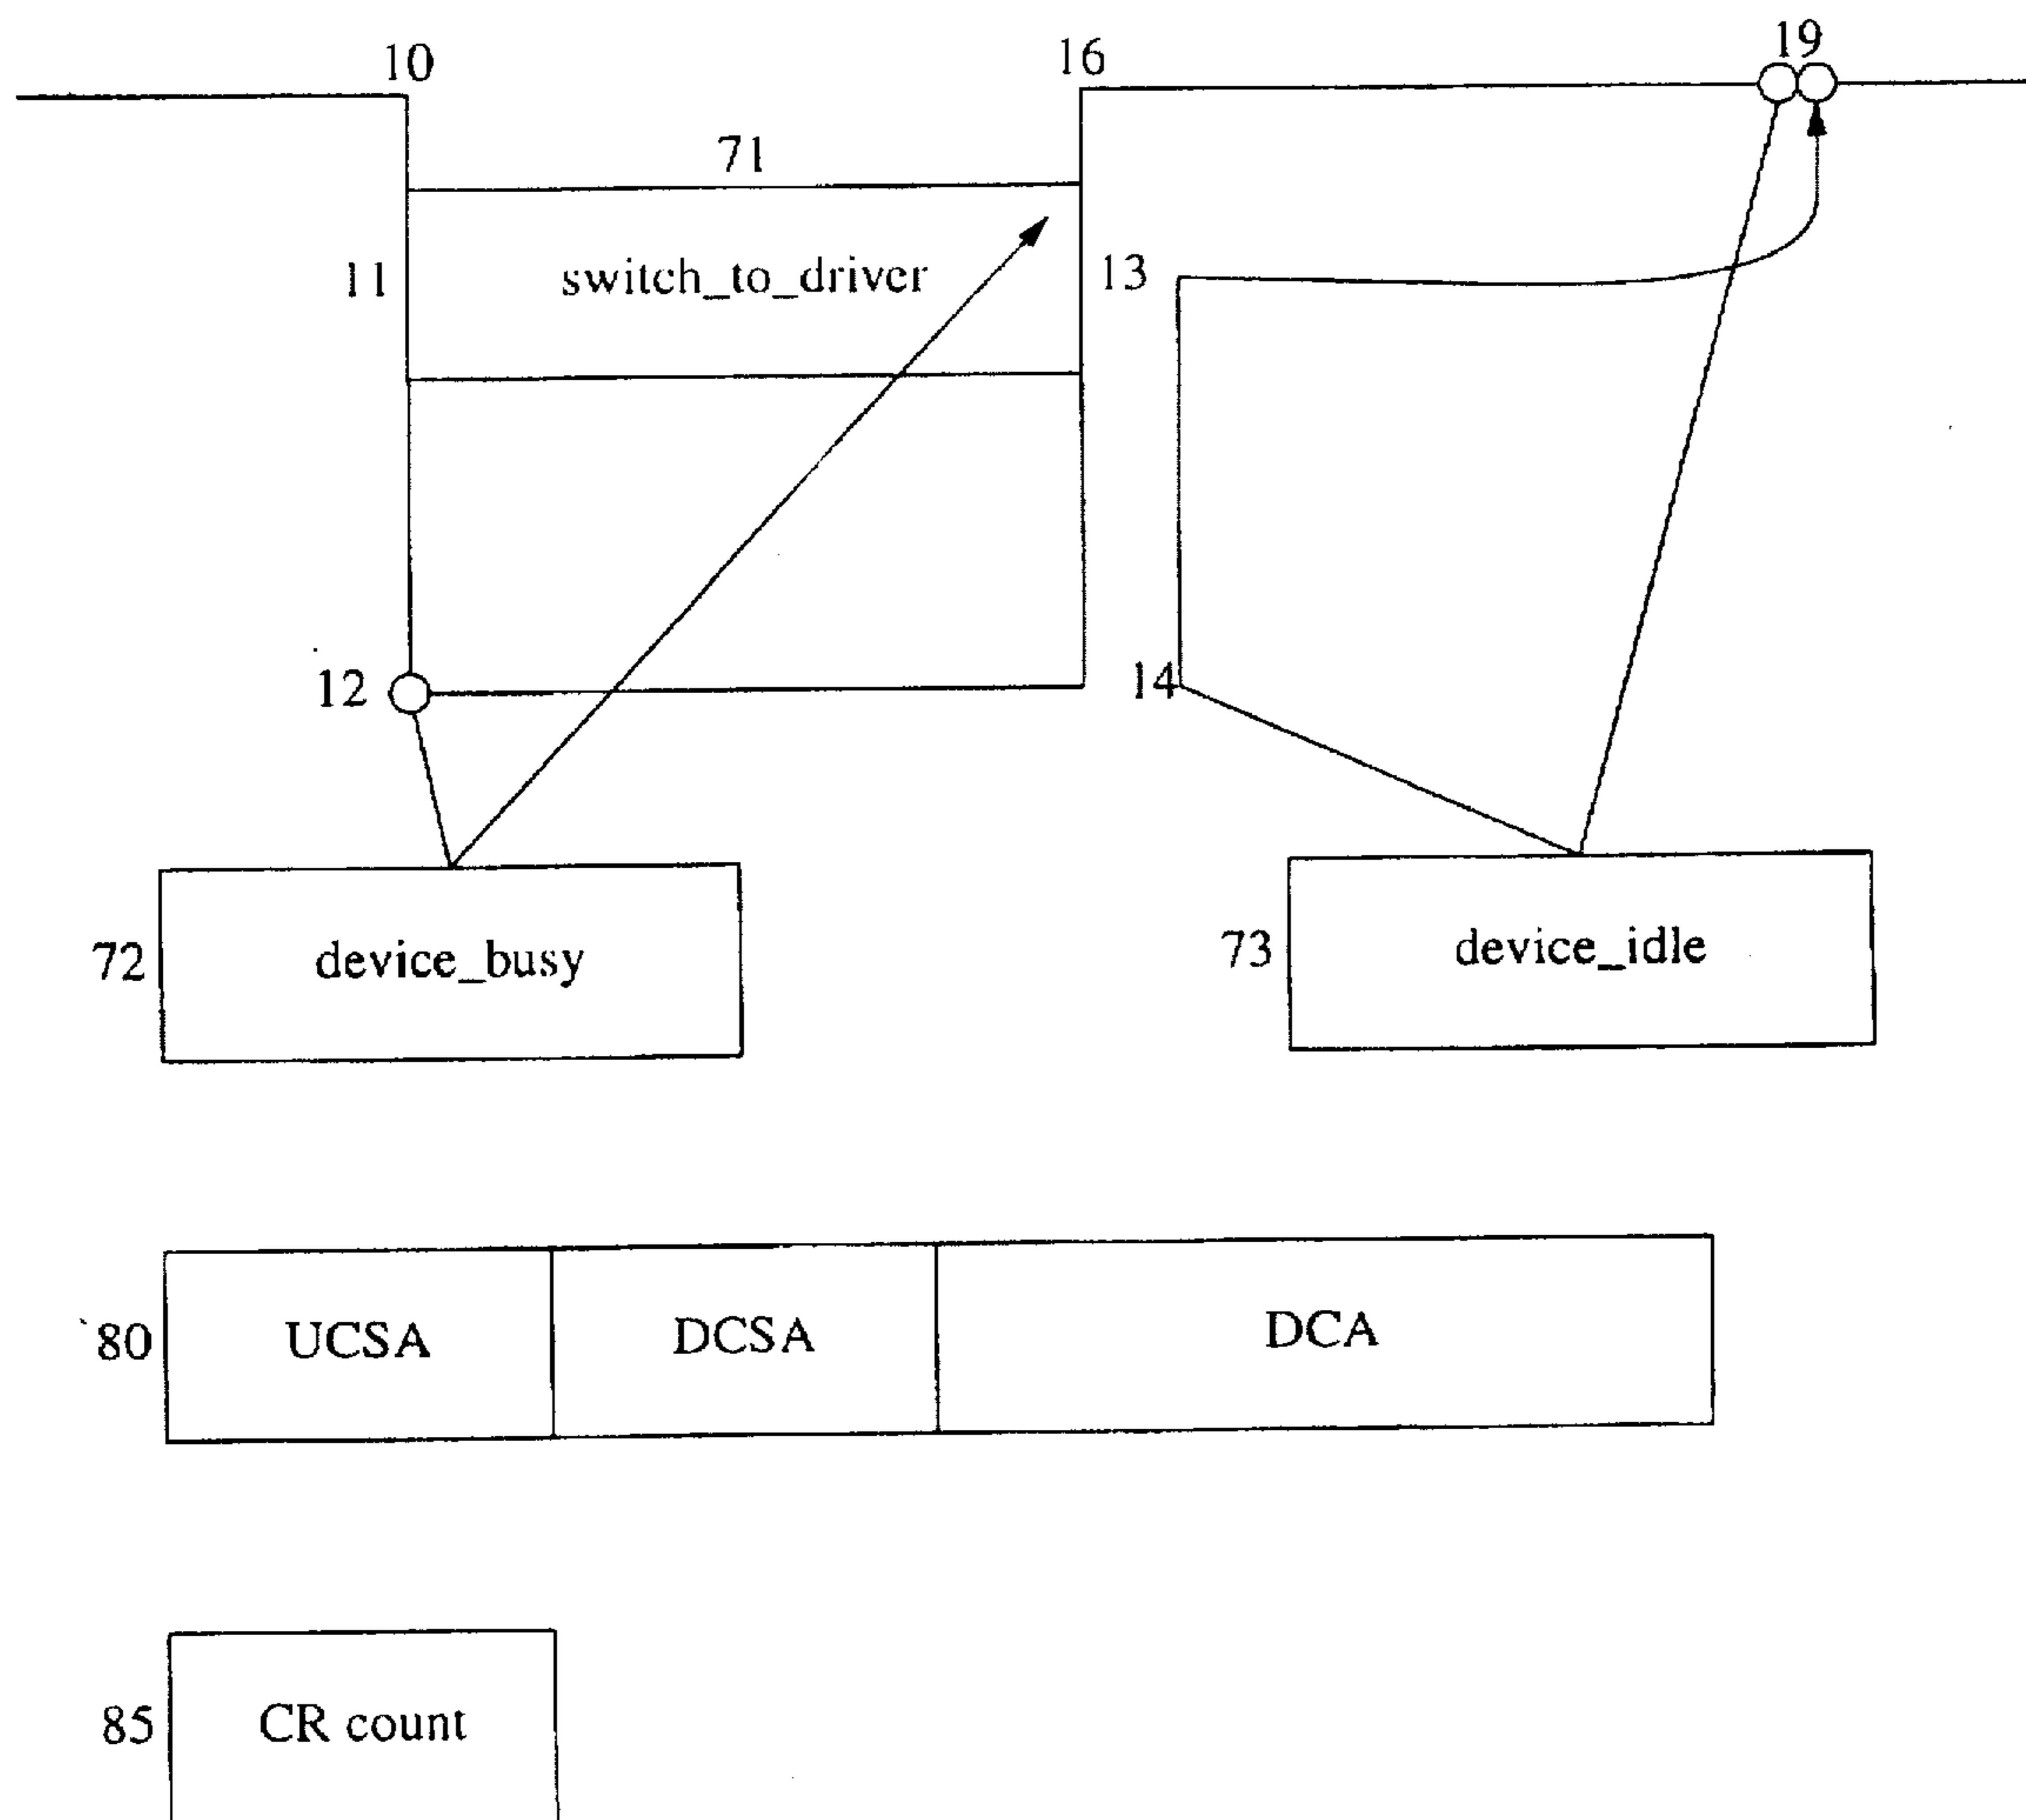 10
16
19
71
11
switch_to_driver
13
12
14
72
device_busy
73
device_idle
80
UCSA
DCSA
DCA
85
CR count